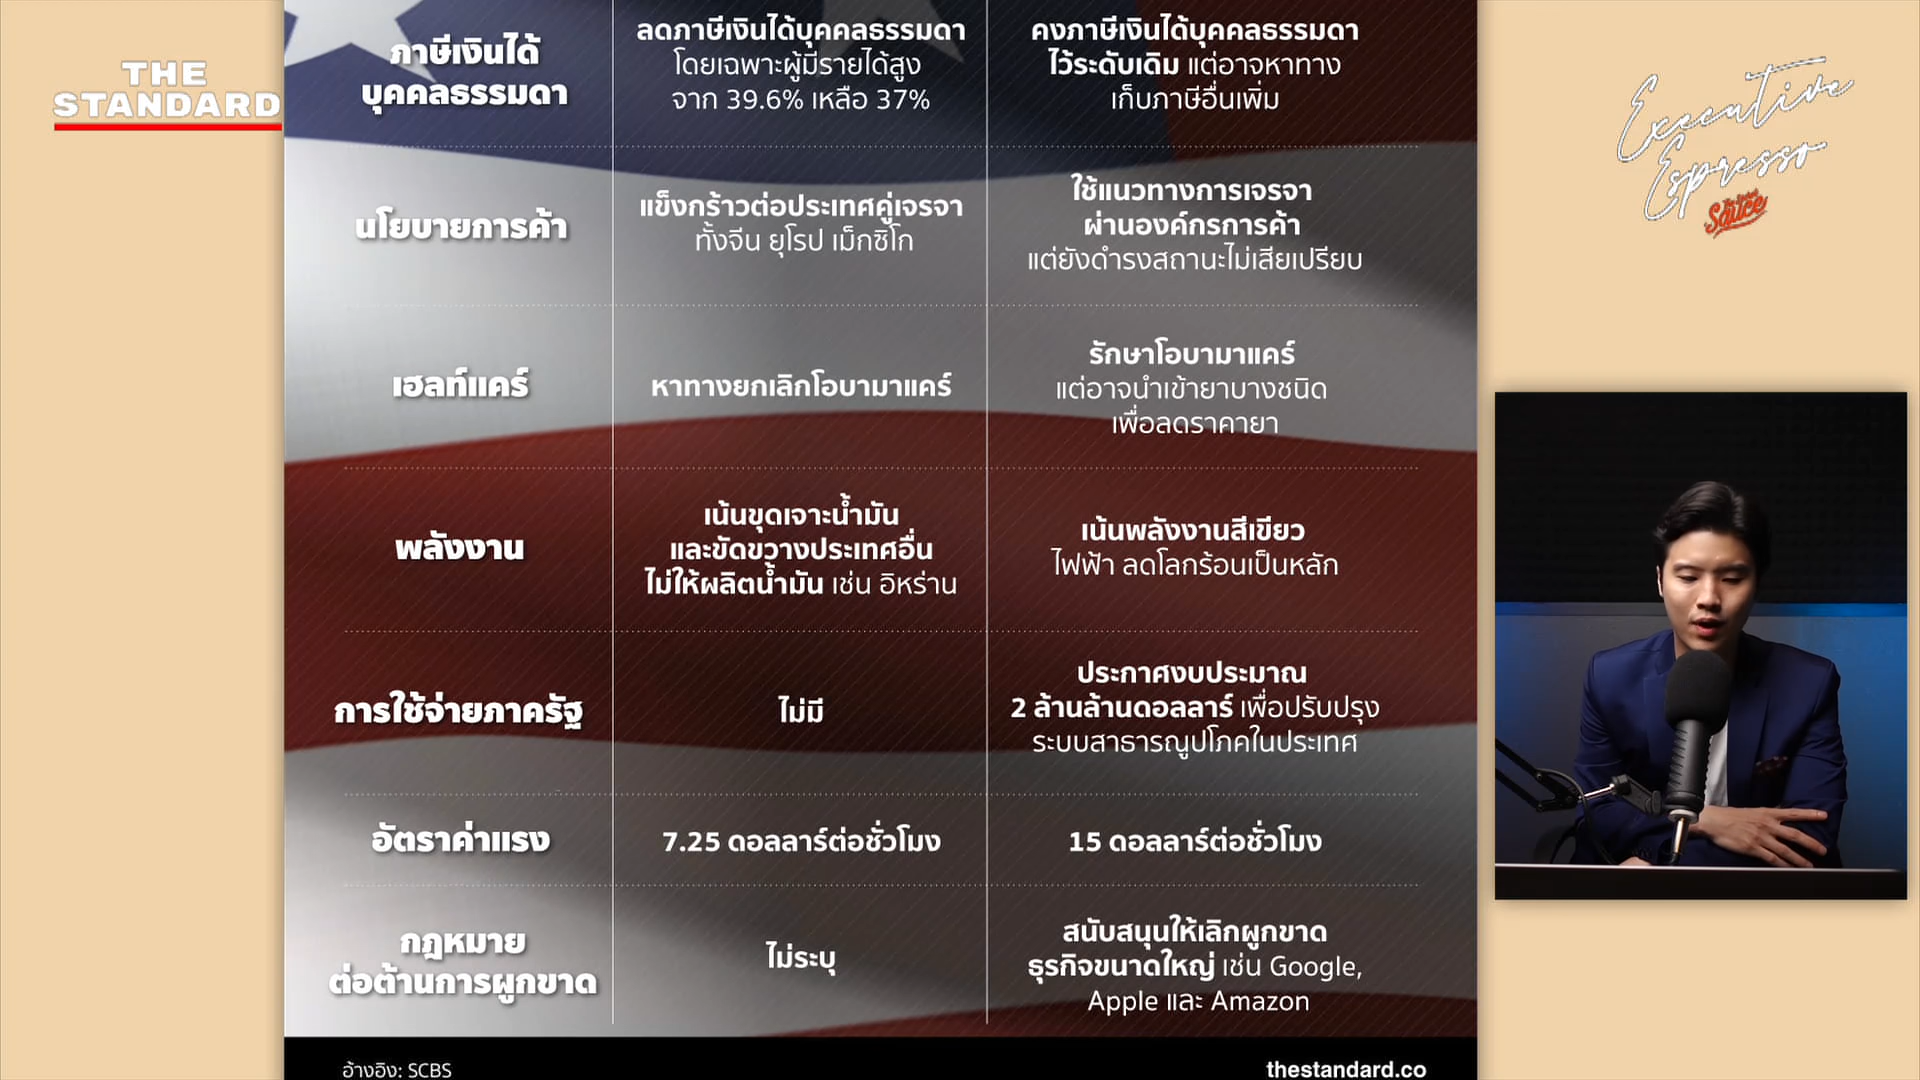 THE
STANDARD
Executive
Espresso
The Secret
Sauce
ภาษีเงินได้
บุคคลธรรมดา
ลดภาษีเงินได้บุคคลธรรมดา
โดยเฉพาะผู้มีรายได้สูง
จาก 39.6% เหลือ 37%
คงภาษีเงินได้บุคคลธรรมดา
ไว้ระดับเดิม แต่อาจหาทาง
เก็บภาษีอื่นเพิ่ม
นโยบายการค้า
แข็งกร้าวต่อประเทศคู่เจรจา
ทั้งจีน ยุโรป เม็กซิโก
ใช้แนวทางการเจรจา
ผ่านองค์กรการค้า
แต่ยังดำรงสถานะไม่เสียเปรียบ
เฮลท์แคร์
หาทางยกเลิกโอบามาแคร์
รักษาโอบามาแคร์
แต่อาจนำเข้ายาบางชนิด
เพื่อลดราคายา
พลังงาน
เน้นขุดเจาะน้ำมัน
และขัดขวางประเทศอื่น
ไม่ให้ผลิตน้ำมัน เช่น อิหร่าน
เน้นพลังงานสีเขียว
ไฟฟ้า ลดโลกร้อนเป็นหลัก
การใช้จ่ายภาครัฐ
ไม่มี
ประกาศงบประมาณ
2 ล้านล้านดอลลาร์ เพื่อปรับปรุง
ระบบสาธารณูปโภคในประเทศ
อัตราค่าแรง
7.25 ดอลลาร์ต่อชั่วโมง
15 ดอลลาร์ต่อชั่วโมง
กฎหมาย
ต่อต้านการผูกขาด
ไม่ระบุ
สนับสนุนให้เลิกผูกขาด
ธุรกิจขนาดใหญ่ เช่น Google,
Apple และ Amazon
อ้างอิง: SCBS
thestandard.co